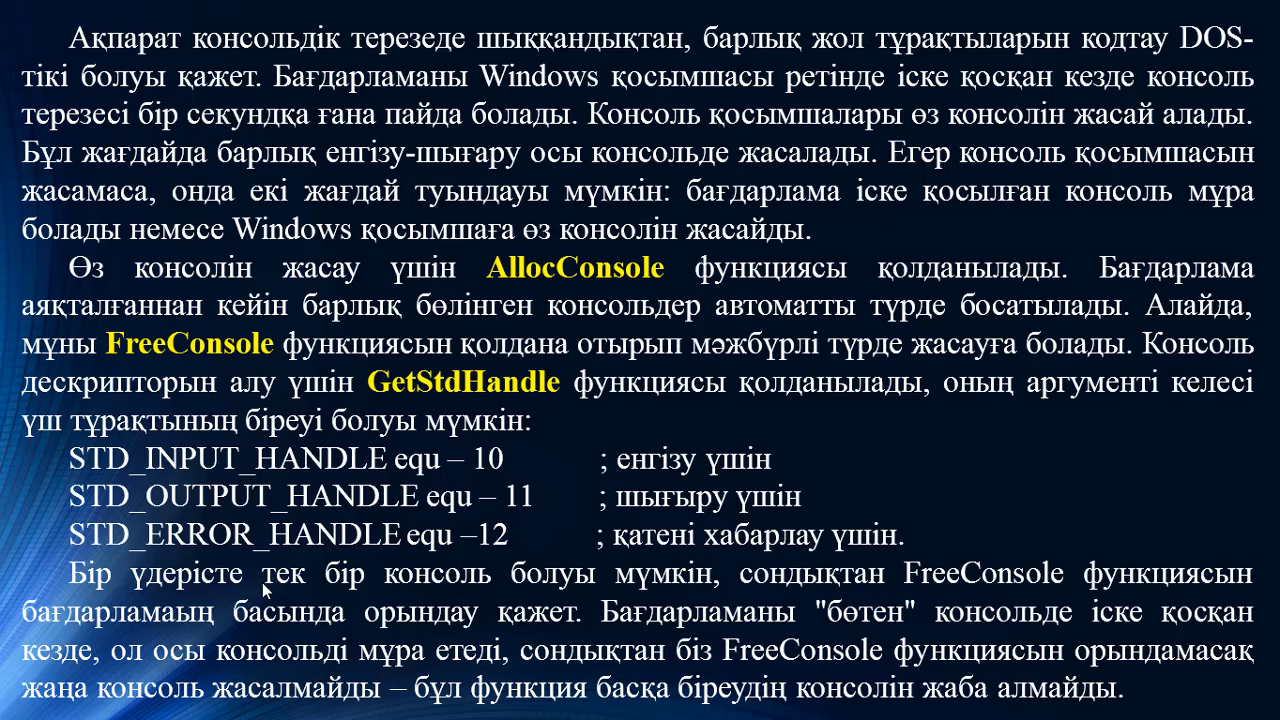 Ақпарат консольдік терезеде шыққандықтан, барлық жол тұрақтыларын кодтау DOS-
тікі болуы қажет. Бағдарламаны Windows қосымшасы ретінде іске қосқан кезде консоль
терезесі бір секундқа ғана пайда болады. Консоль қосымшалары өз консолін жасай алады.
Бұл жағдайда барлық енгізу-шығару осы консольде жасалады. Егер консоль қосымшасын
жасамаса, онда екі жағдай туындауы мүмкін: бағдарлама іске қосылған консоль мұра
болады немесе Windows қосымшаға өз консолін жасайды.
Өз консолін жасау үшін AllocConsole функциясы қолданылады. Бағдарлама
аяқталғаннан кейін барлық бөлінген консольдер автоматты түрде босатылады. Алайда,
мұны FreeConsole функциясын қолдана отырып мәжбүрлі түрде жасауға болады. Консоль
дескрипторын алу үшін GetStdHandle функциясы қолданылады, оның аргументі келесі
үш тұрақтының біреуі болуы мүмкін:
STD_INPUT_HANDLE equ – 10 ; енгізу үшін
STD_OUTPUT_HANDLE equ – 11 ; шығыру үшін
STD_ERROR_HANDLE equ –12 ; қатені хабарлау үшін.
Бір үдерісте тек бір консоль болуы мүмкін, сондықтан FreeConsole функциясын
бағдарламаың басында орындау қажет. Бағдарламаны "бөтен" консольде іске қосқан
кезде, ол осы консольді мұра етеді, сондықтан біз FreeConsole функциясын орындамасақ
жаңа консоль жасалмайды – бұл функция басқа біреудің консолін жаба алмайды.